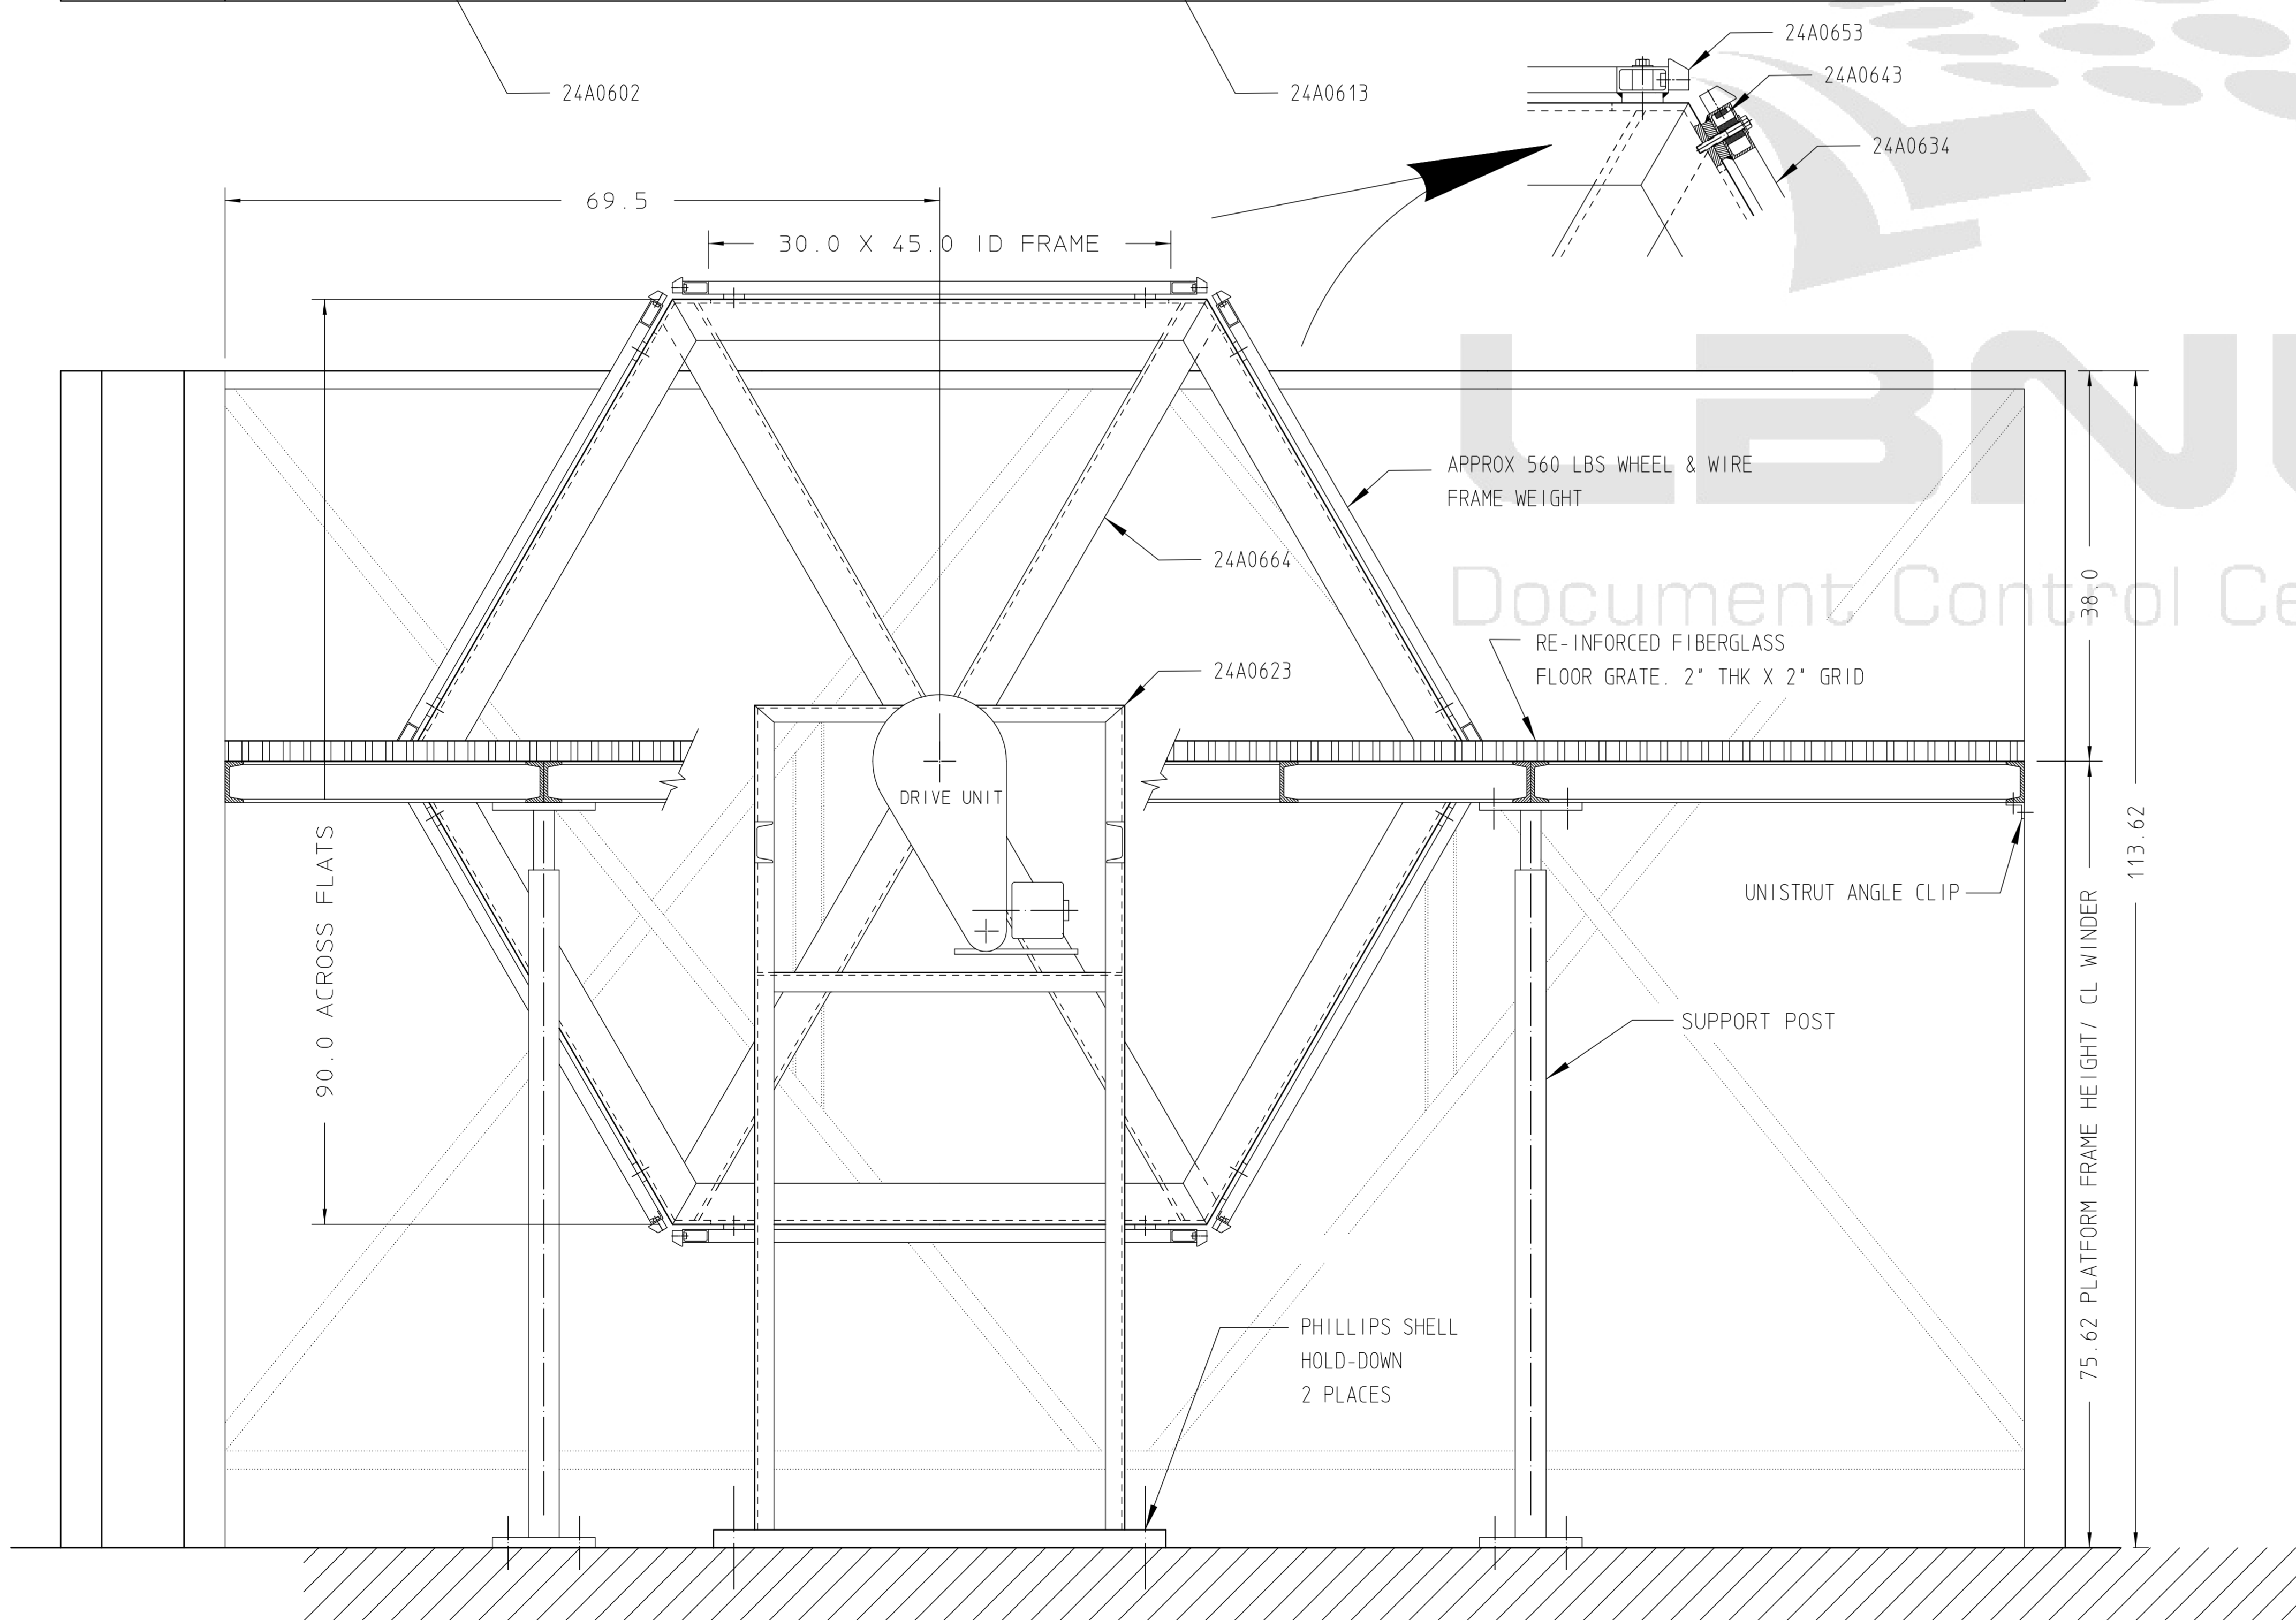 24A0653
24A0643
24A0602
24A0613
24A0634
69.5
30.0 X 45.0 ID FRAME
LBN
APPROX 560 LBS WHEEL & WIRE
FRAME WEIGHT
24A0664
Document Control Ce
38.0
RE-INFORCED FIBERGLASS
FLOOR GRATE. 2" THK X 2" GRID
24A0623
DRIVE UNIT
113.62
UNISTRUT ANGLE CLIP
90.0 ACROSS FLATS
75.62 PLATFORM FRAME HEIGHT/ CL WINDER
SUPPORT POST
PHILLIPS SHELL
HOLD-DOWN
2 PLACES